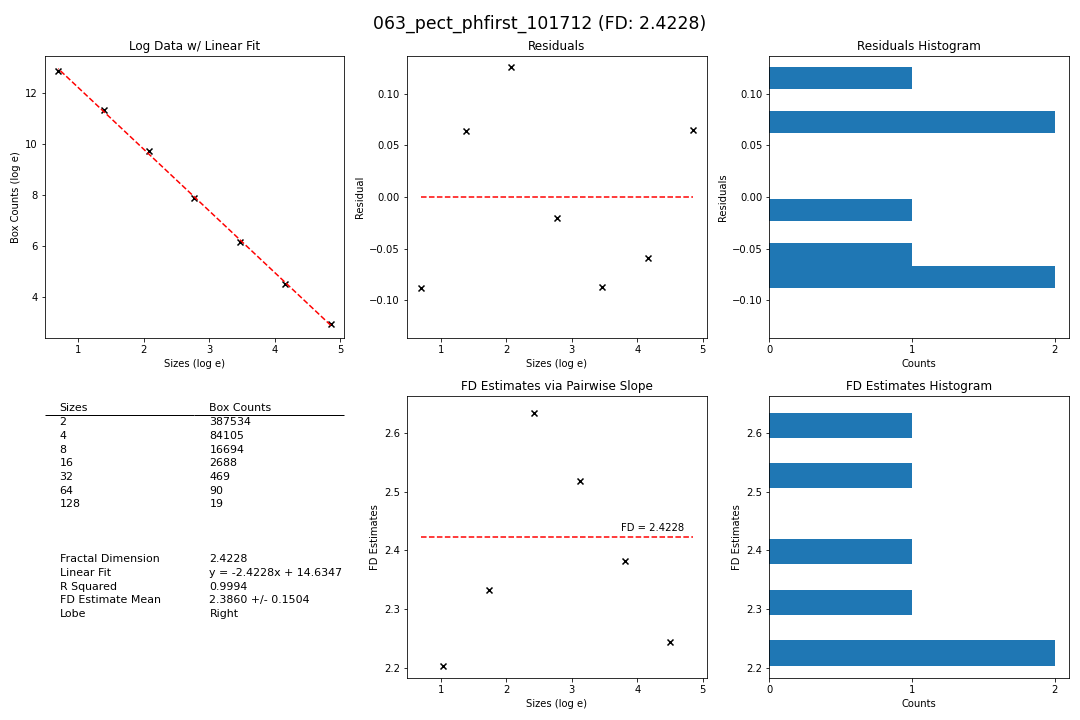 063_pect_phfirst_101712 (FD: 2.4228)
Log Data w/ Linear Fit
Box Counts (log e)
12
10
8
6
4
1 2 3 4 5
Sizes (log e)
Residuals
Residual
0.10
0.05
0.00
−0.05
−0.10
1 2 3 4 5
Sizes (log e)
Residuals Histogram
Residuals
0.10
0.05
0.00
−0.05
−0.10
0 1 2
Counts
Sizes Box Counts
2 387534
4 84105
8 16694
16 2688
32 469
64 90
128 19
Fractal Dimension 2.4228
Linear Fit y = -2.4228x + 14.6347
R Squared 0.9994
FD Estimate Mean 2.3860 +/- 0.1504
Lobe Right
FD Estimates via Pairwise Slope
FD Estimates
2.6
2.5
2.4
2.3
2.2
FD = 2.4228
1 2 3 4 5
Sizes (log e)
FD Estimates Histogram
FD Estimates
2.6
2.5
2.4
2.3
2.2
0 1 2
Counts